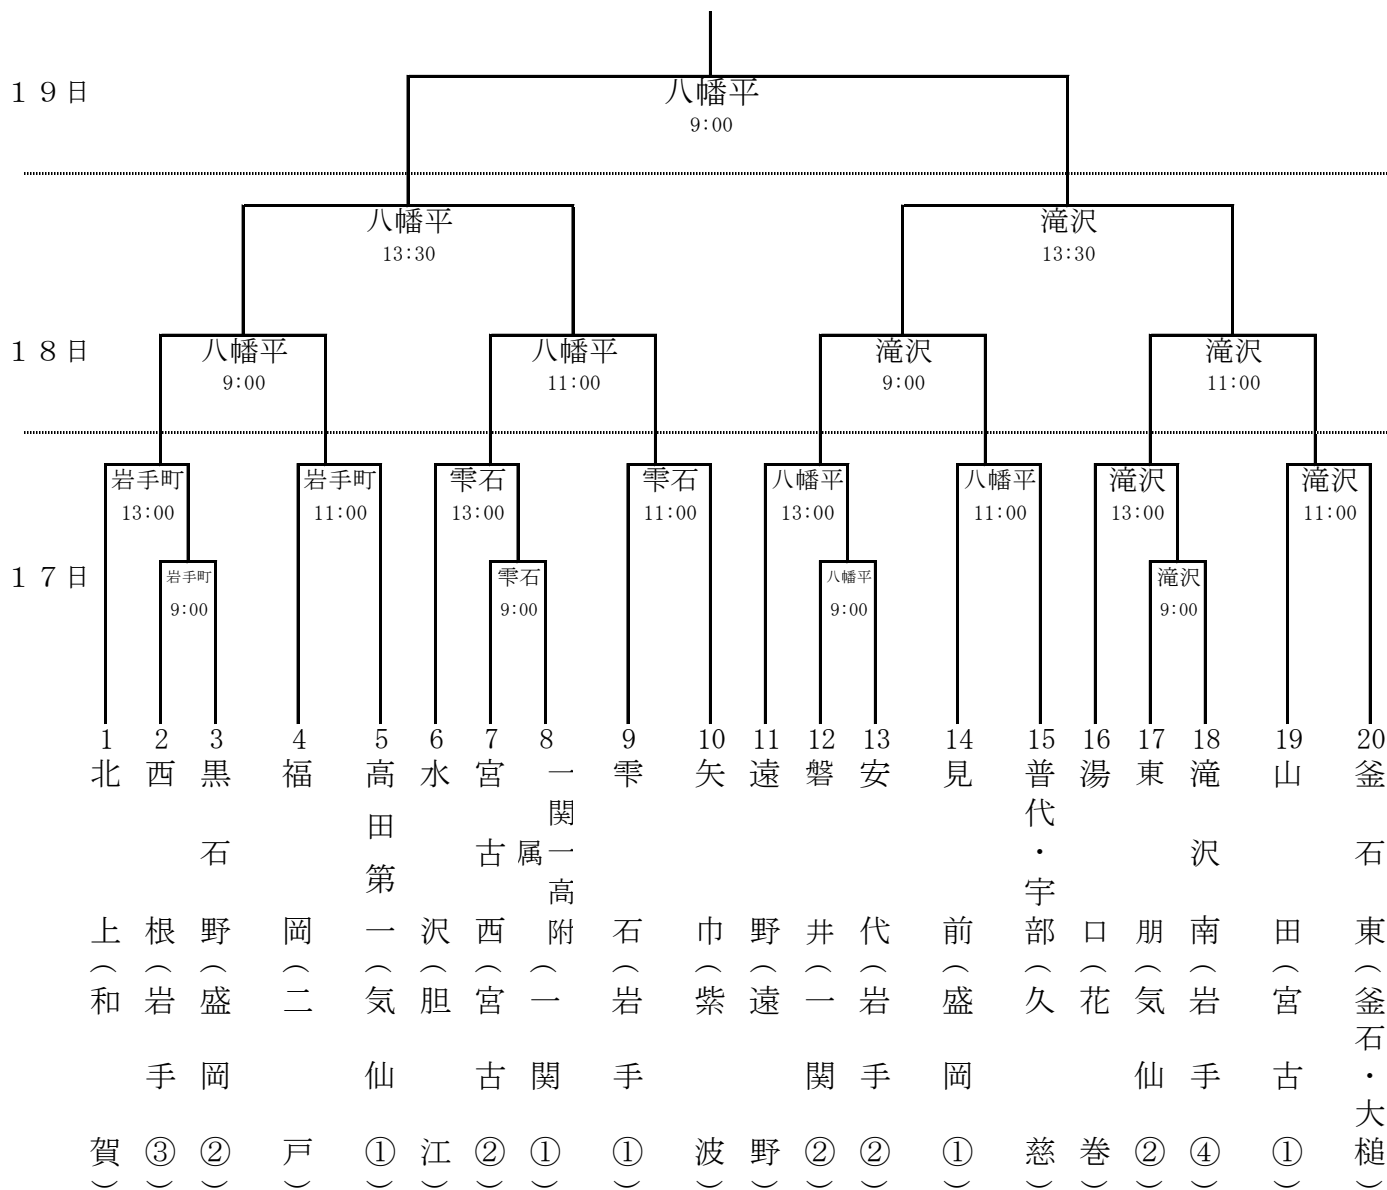 19日
八幡平
9:00
八幡平
13:30
滝沢
13:30
18日
八幡平
9:00
八幡平
11:00
滝沢
9:00
滝沢
11:00
岩手町
13:00
岩手町
11:00
雫石
13:00
雫石
11:00
八幡平
13:00
八幡平
11:00
滝沢
13:00
滝沢
11:00
17日
岩手町
9:00
雫石
9:00
八幡平
9:00
滝沢
9:00
1
北上(和賀)
2
西根(岩手③)
3
黒石野(盛岡②)
4
福岡(二戸)
5
高田第一(気仙①)
6
水沢(胆江)
7
宮古西(宮古②)
8
一関一高附属(一関①)
9
雫石(岩手①)
10
矢巾(紫波)
11
遠野(遠野)
12
磐井(一関②)
13
安代(岩手②)
14
見前(盛岡①)
15
普代・宇部(久慈)
16
湯口(花巻)
17
東朋(気仙②)
18
滝沢南(岩手④)
19
山田(宮古①)
20
釜石東(釜石・大槌)